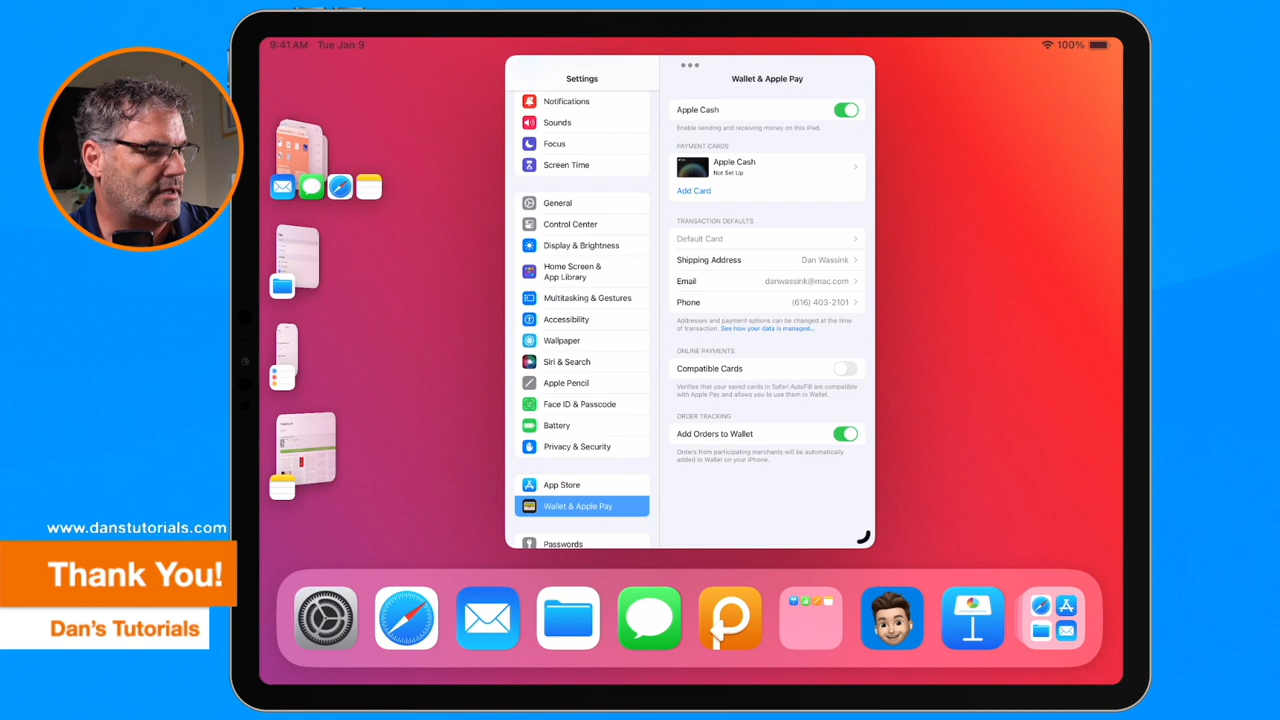 9:41 AM Tue Jan 9
100%
Settings
Notifications
Sounds
Focus
Screen Time
General
Control Center
Display & Brightness
Home Screen &
App Library
Multitasking & Gestures
Accessibility
Wallpaper
Siri & Search
Apple Pencil
Face ID & Passcode
Battery
Privacy & Security
App Store
Wallet & Apple Pay
Passwords
Wallet & Apple Pay
Apple Cash
Enable sending and receiving money on this iPad.
PAYMENT CARDS
Apple Cash
Not Set Up
Add Card
TRANSACTION DEFAULTS
Default Card
Shipping Address Dan Wassink
Email danwassink@mac.com
Phone (616) 403-2101
Addresses and payment options can be changed at the time
of transaction. See how your data is managed...
ONLINE PAYMENTS
Compatible Cards
Verifies that your saved cards in Safari AutoFill are compatible
with Apple Pay and allows you to use them in Wallet.
ORDER TRACKING
Add Orders to Wallet
Orders from participating merchants will be automatically
added to Wallet on your iPhone.
www.danstutorials.com
Thank You!
Dan's Tutorials